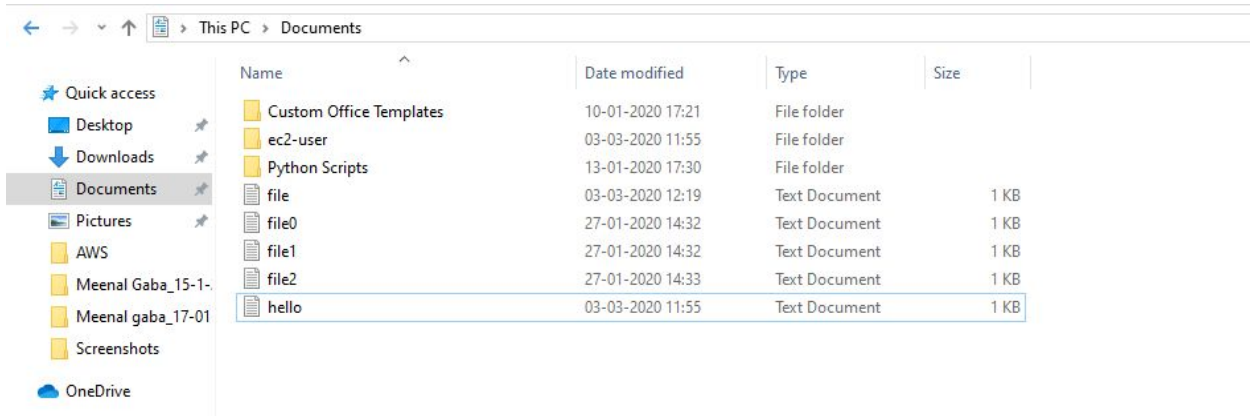 This PC > Documents
Name Date modified Type Size
Quick access
Desktop
Downloads
Documents
Pictures
AWS
Meenal Gaba_15-1-
Meenal gaba_17-01
Screenshots
OneDrive
Custom Office Templates 10-01-2020 17:21 File folder
ec2-user 03-03-2020 11:55 File folder
Python Scripts 13-01-2020 17:30 File folder
file 03-03-2020 12:19 Text Document 1 KB
file0 27-01-2020 14:32 Text Document 1 KB
file1 27-01-2020 14:32 Text Document 1 KB
file2 27-01-2020 14:33 Text Document 1 KB
hello 03-03-2020 11:55 Text Document 1 KB